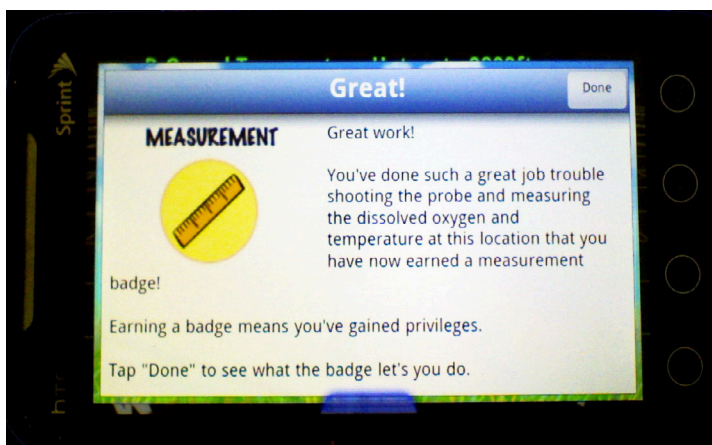 Sprint
Great!
Done
MEASUREMENT
Great work!
You've done such a great job trouble
shooting the probe and measuring
the dissolved oxygen and
temperature at this location that you
have now earned a measurement
badge!
Earning a badge means you've gained privileges.
Tap "Done" to see what the badge let's you do.
hTC